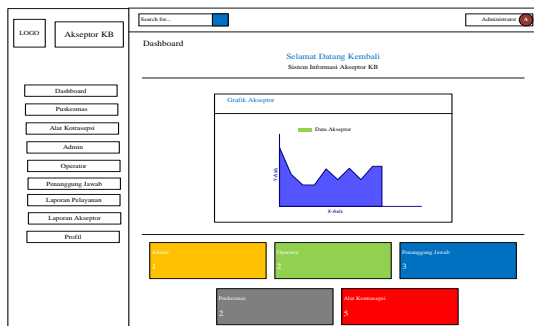 LOGO
Akseptor KB
Search for...
Administrator
A
Dashboard
Selamat Datang Kembali
Sistem Informasi Akseptor KB
Dashboard
Puskesmas
Alat Kotrasepsi
Admin
Operator
Penanggung Jawab
Laporan Pelayanan
Laporan Akseptor
Profil
Grafik Akseptor
Data Akseptor
Y-Axis
X-Axis
Admin
1
Operator
2
Penanggung Jawab
3
Puskesmas
2
Alat Kontrasepsi
5